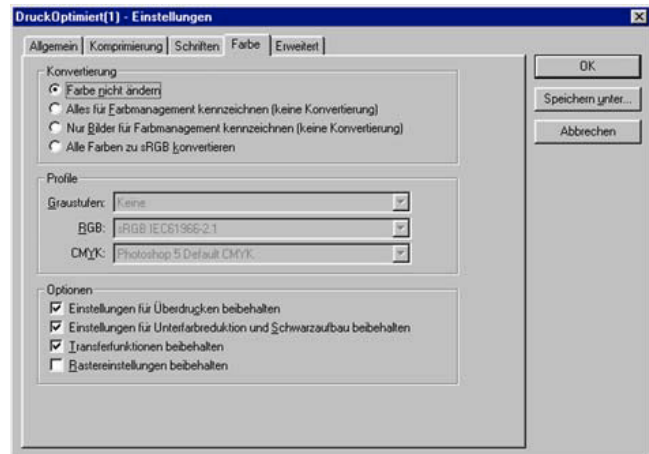 DruckOptimiert(1) - Einstellungen
Allgemein Komprimierung Schriften Farbe Erweitert
OK
Speichern unter...
Abbrechen
Konvertierung
Farbe nicht ändern
Alles für Farbmanagement kennzeichnen (keine Konvertierung)
Nur Bilder für Farbmanagement kennzeichnen (keine Konvertierung)
Alle Farben zu sRGB konvertieren
Profile
Graustufen: Keine
RGB: sRGB IEC61966-2.1
CMYK: Photoshop 5 Default CMYK
Optionen
Einstellungen für Überdrucken beibehalten
Einstellungen für Unterfarbreduktion und Schwarzaufbau beibehalten
Transferfunktionen beibehalten
Rastereinstellungen beibehalten